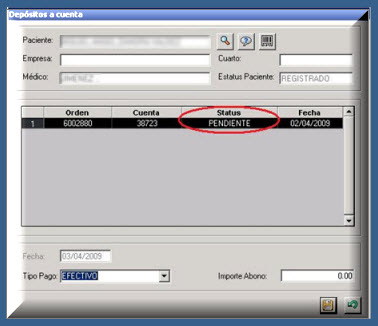 Depósitos a cuenta
Paciente:
Empresa: Cuarto:
Médico: JIMENEZ Estatus Paciente: REGISTRADO
Orden Cuenta Status Fecha
1 6002880 38723 PENDIENTE 02/04/2009
Fecha: 03/04/2009
Tipo Pago: EFECTIVO Importe Abono: 0.00